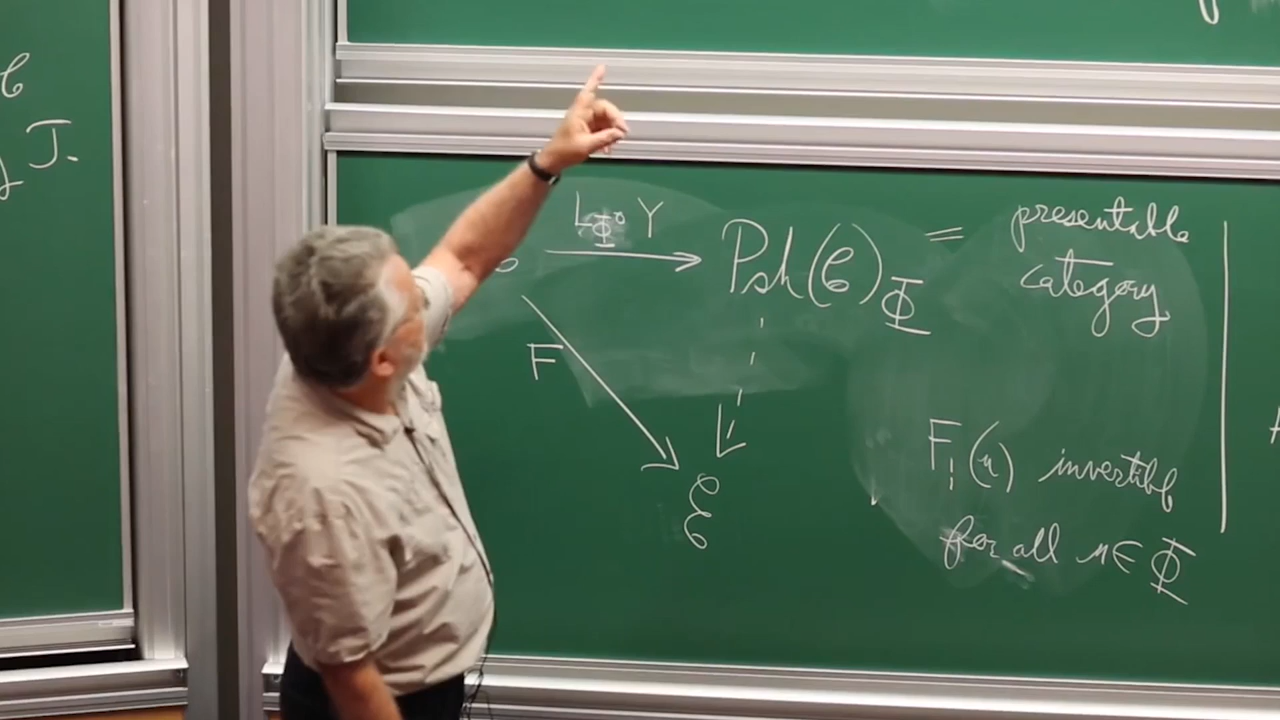 𝒞
J.
L_Φ∘Y
Psh(𝒞)_Φ = presentable
category
F
F_!(u) invertible
ℰ
for all u ∈ Φ